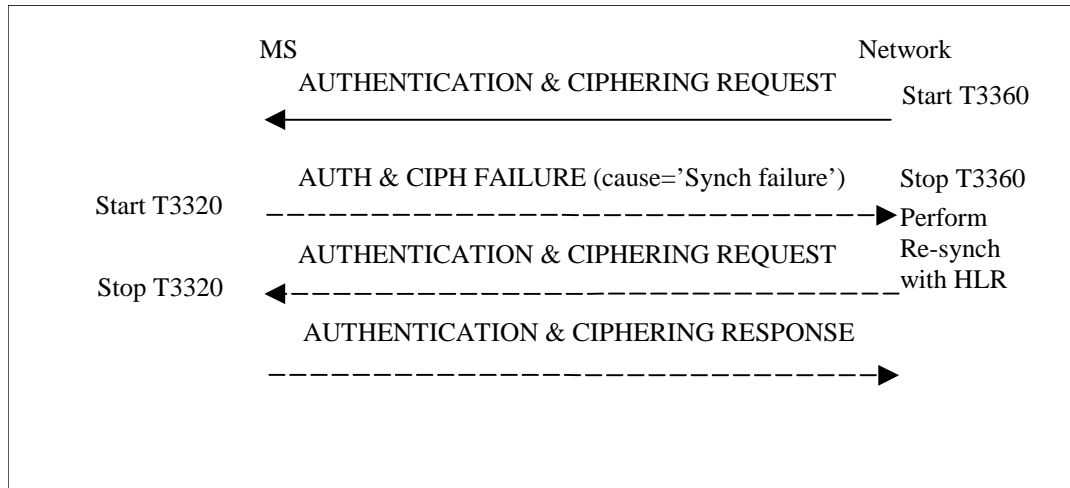 MS
Network
AUTHENTICATION & CIPHERING REQUEST
Start T3360
AUTH & CIPH FAILURE (cause=’Synch failure’)
Stop T3360
Start T3320
Perform
Re-synch
with HLR
AUTHENTICATION & CIPHERING REQUEST
Stop T3320
AUTHENTICATION & CIPHERING RESPONSE